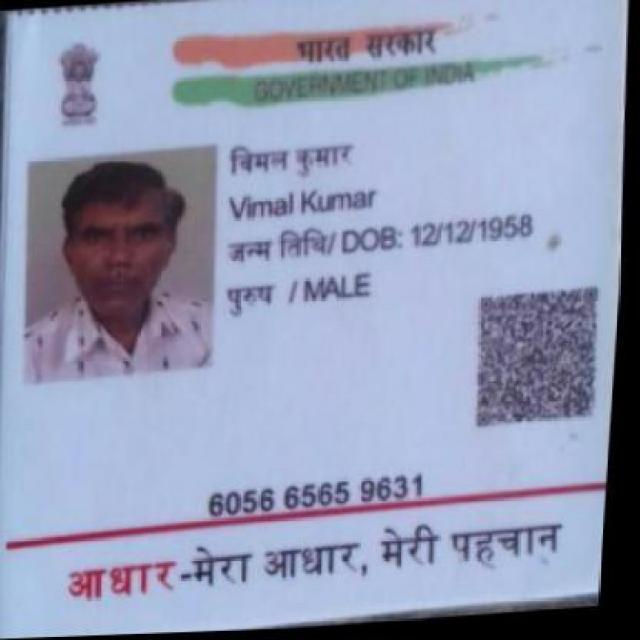 भारत सरकार
GOVERNMENT OF INDIA
विमल कुमार
Vimal Kumar
जन्म तिथि/ DOB: 12/12/1958
पुरुष / MALE
6056 6565 9631
आधार-मेरा आधार, मेरी पहचान